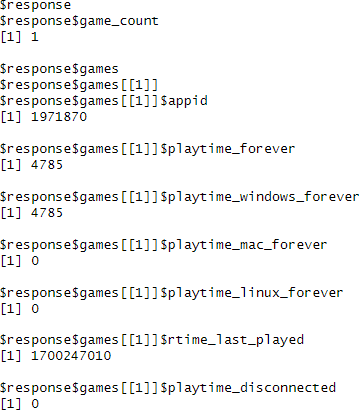 $response
$response$game_count
[1] 1
$response$games
$response$games[[1]]
$response$games[[1]]$appid
[1] 1971870
$response$games[[1]]$playtime_forever
[1] 4785
$response$games[[1]]$playtime_windows_forever
[1] 4785
$response$games[[1]]$playtime_mac_forever
[1] 0
$response$games[[1]]$playtime_linux_forever
[1] 0
$response$games[[1]]$rtime_last_played
[1] 1700247010
$response$games[[1]]$playtime_disconnected
[1] 0